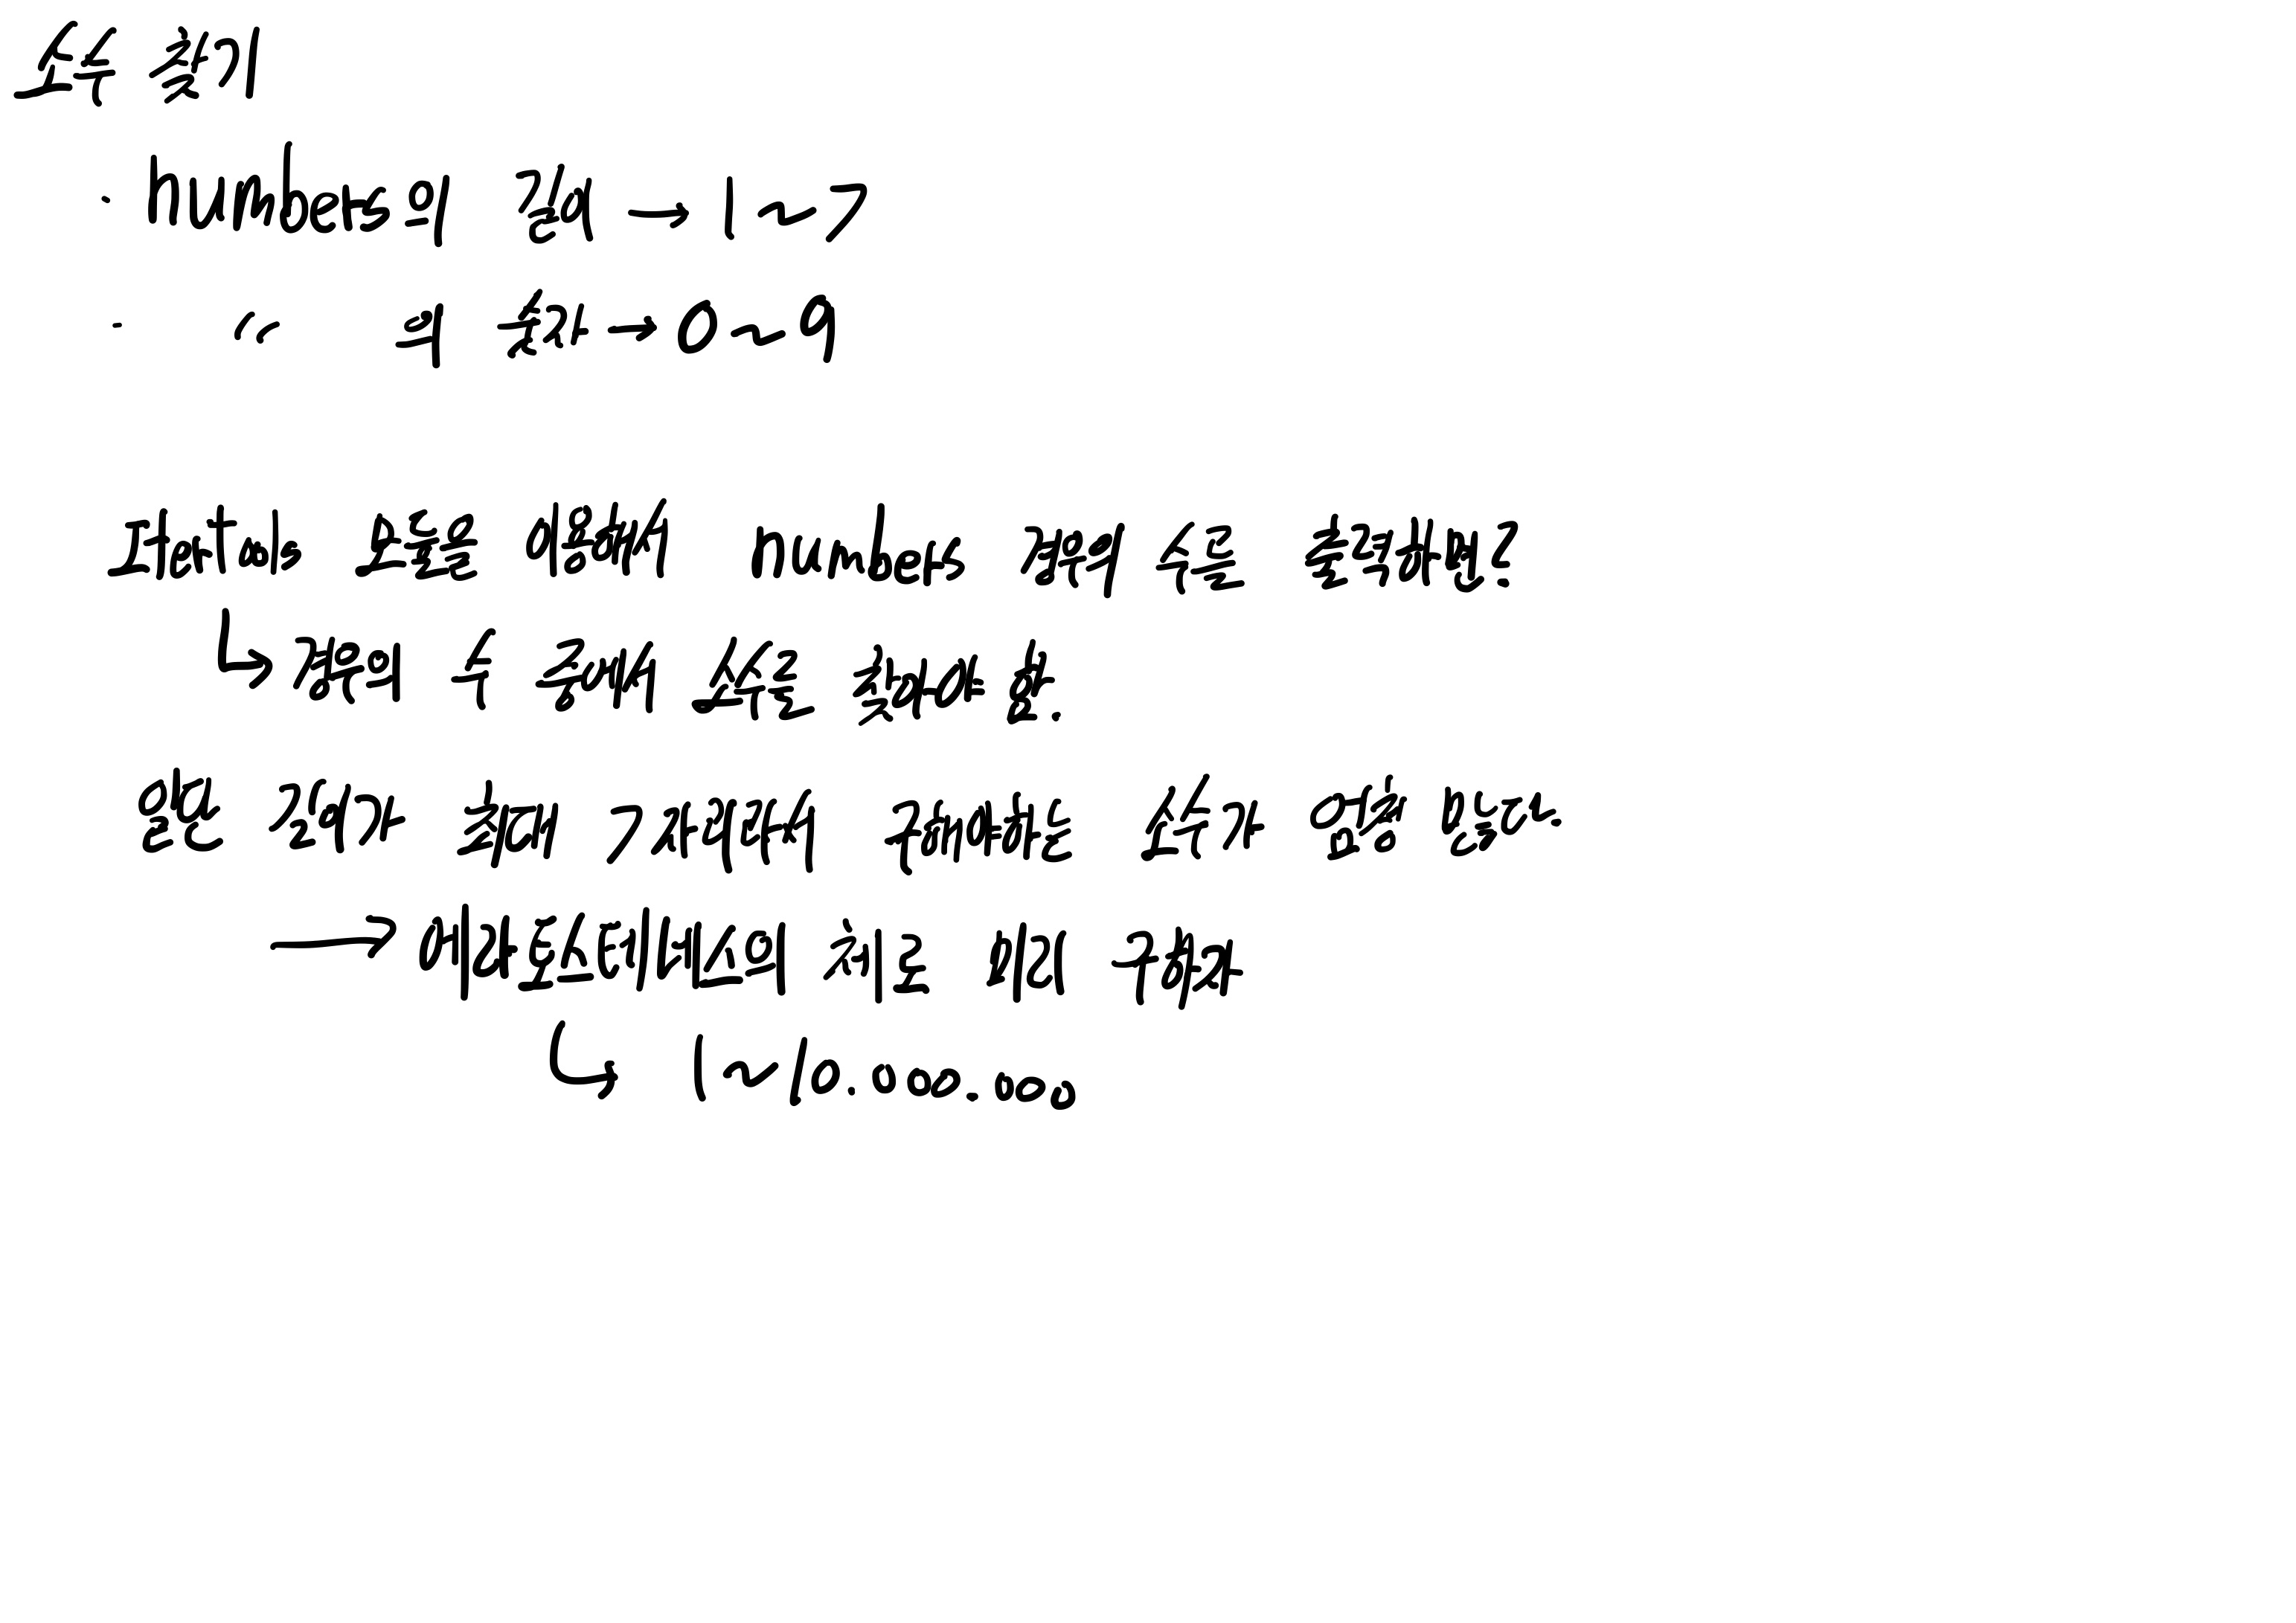 소수 찾기
· numbers의 길이 → 1 ~ 7
· " 의 숫자 → 0 ~ 9
itertools 모듈을 이용해서 numbers 경우의 수로 출력하면?
↳ 경우의 수 중에서 소수를 찾아야 함.
일단 길이가 최대 7자리여서 구해야하는 소수가 엄청 많네..
→ 에라토스테네스의 체로 미리 구하자
↳ 1 ~ 10.000.000